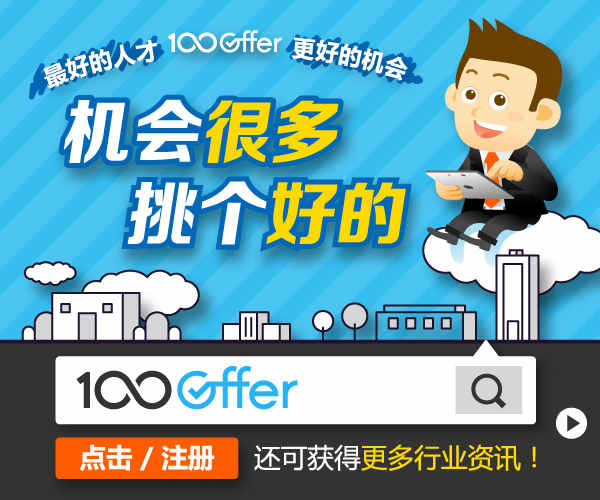 最好的人才 100offer 更好的机会
机会很多
挑个好的
100offer
点击 / 注册 还可获得更多行业资讯！